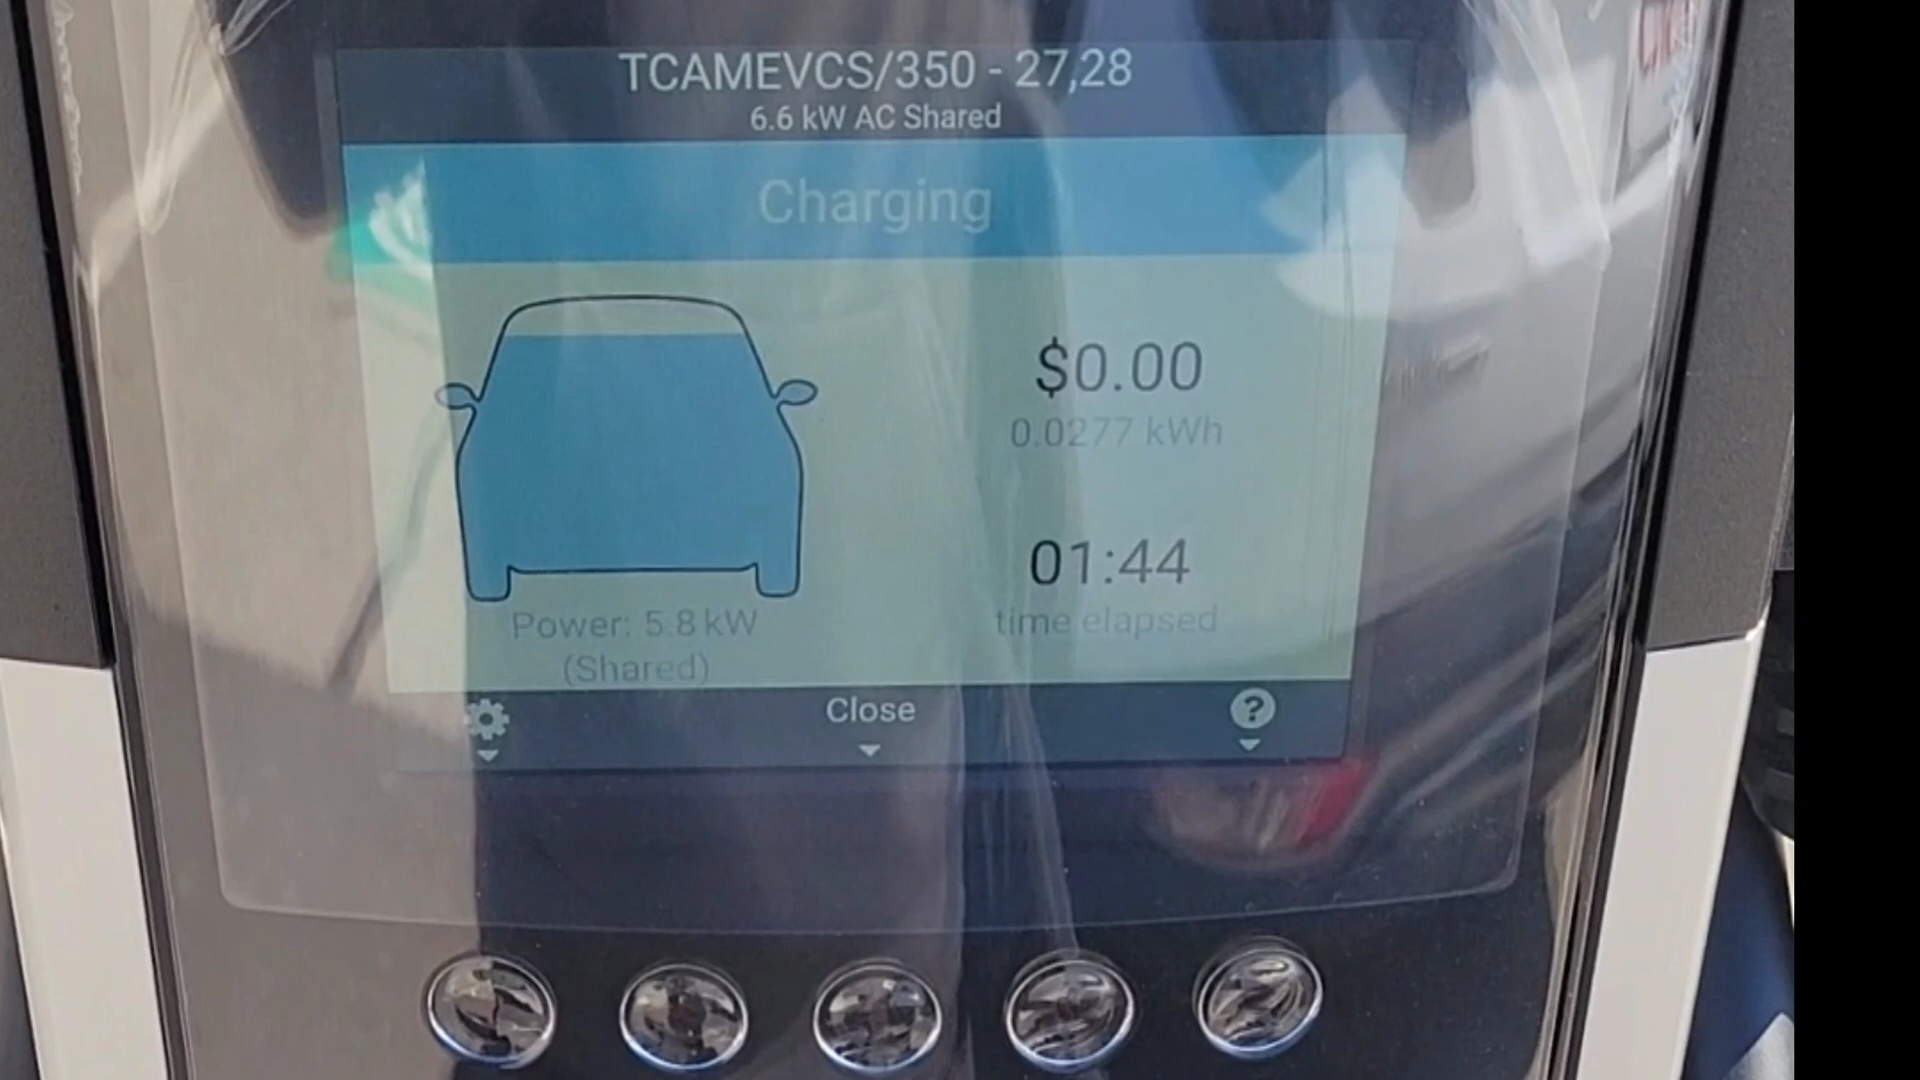 TCAMEVCS/350 - 27,28
6.6 kW AC Shared
Charging
$0.00
0.0277 kWh
01:44
time elapsed
Power: 5.8 kW
(Shared)
Close
?